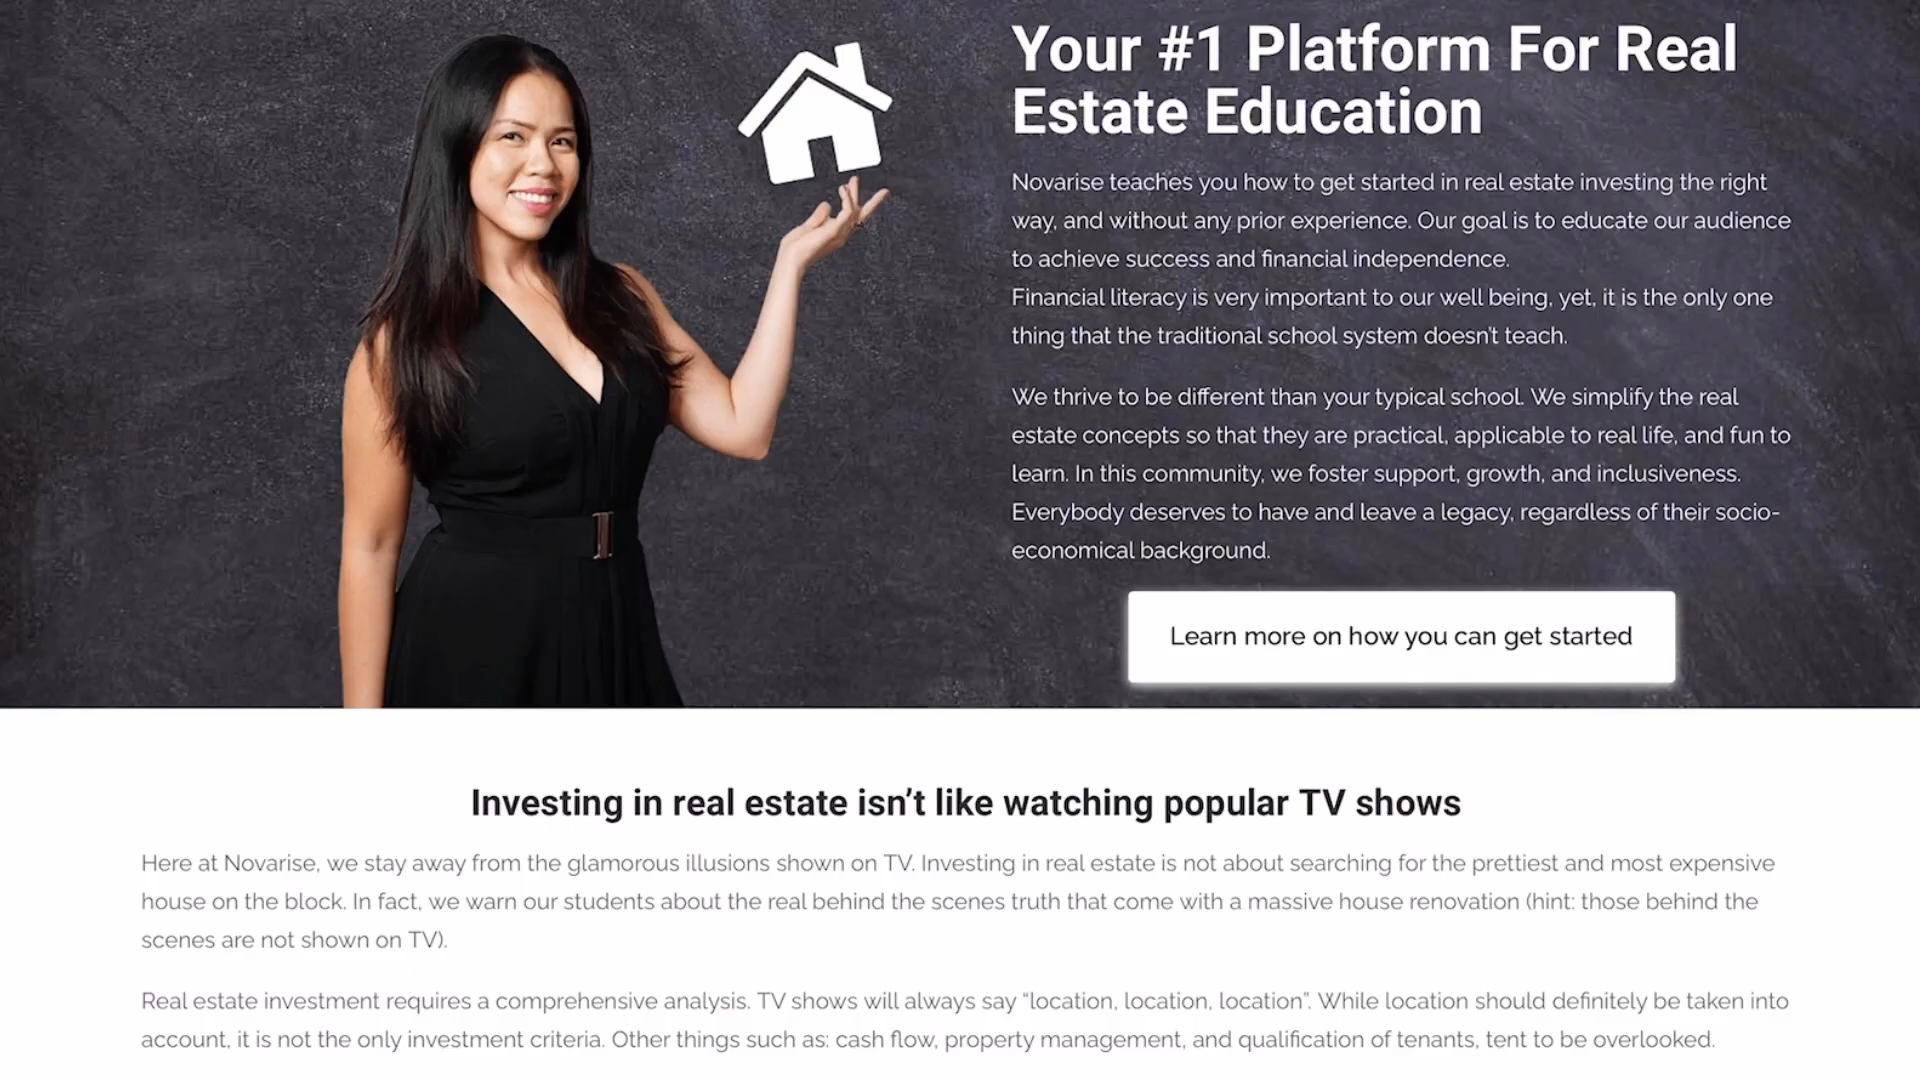 Your #1 Platform For Real
Estate Education
Novarise teaches you how to get started in real estate investing the right
way, and without any prior experience. Our goal is to educate our audience
to achieve success and financial independence.
Financial literacy is very important to our well being, yet, it is the only one
thing that the traditional school system doesn't teach.
We thrive to be different than your typical school. We simplify the real
estate concepts so that they are practical, applicable to real life, and fun to
learn. In this community, we foster support, growth, and inclusiveness.
Everybody deserves to have and leave a legacy, regardless of their socio-
economical background.
Learn more on how you can get started
Investing in real estate isn’t like watching popular TV shows
Here at Novarise, we stay away from the glamorous illusions shown on TV. Investing in real estate is not about searching for the prettiest and most expensive
house on the block. In fact, we warn our students about the real behind the scenes truth that come with a massive house renovation (hint: those behind the
scenes are not shown on TV).
Real estate investment requires a comprehensive analysis. TV shows will always say “location, location, location”. While location should definitely be taken into
account, it is not the only investment criteria. Other things such as: cash flow, property management, and qualification of tenants, tent to be overlooked.